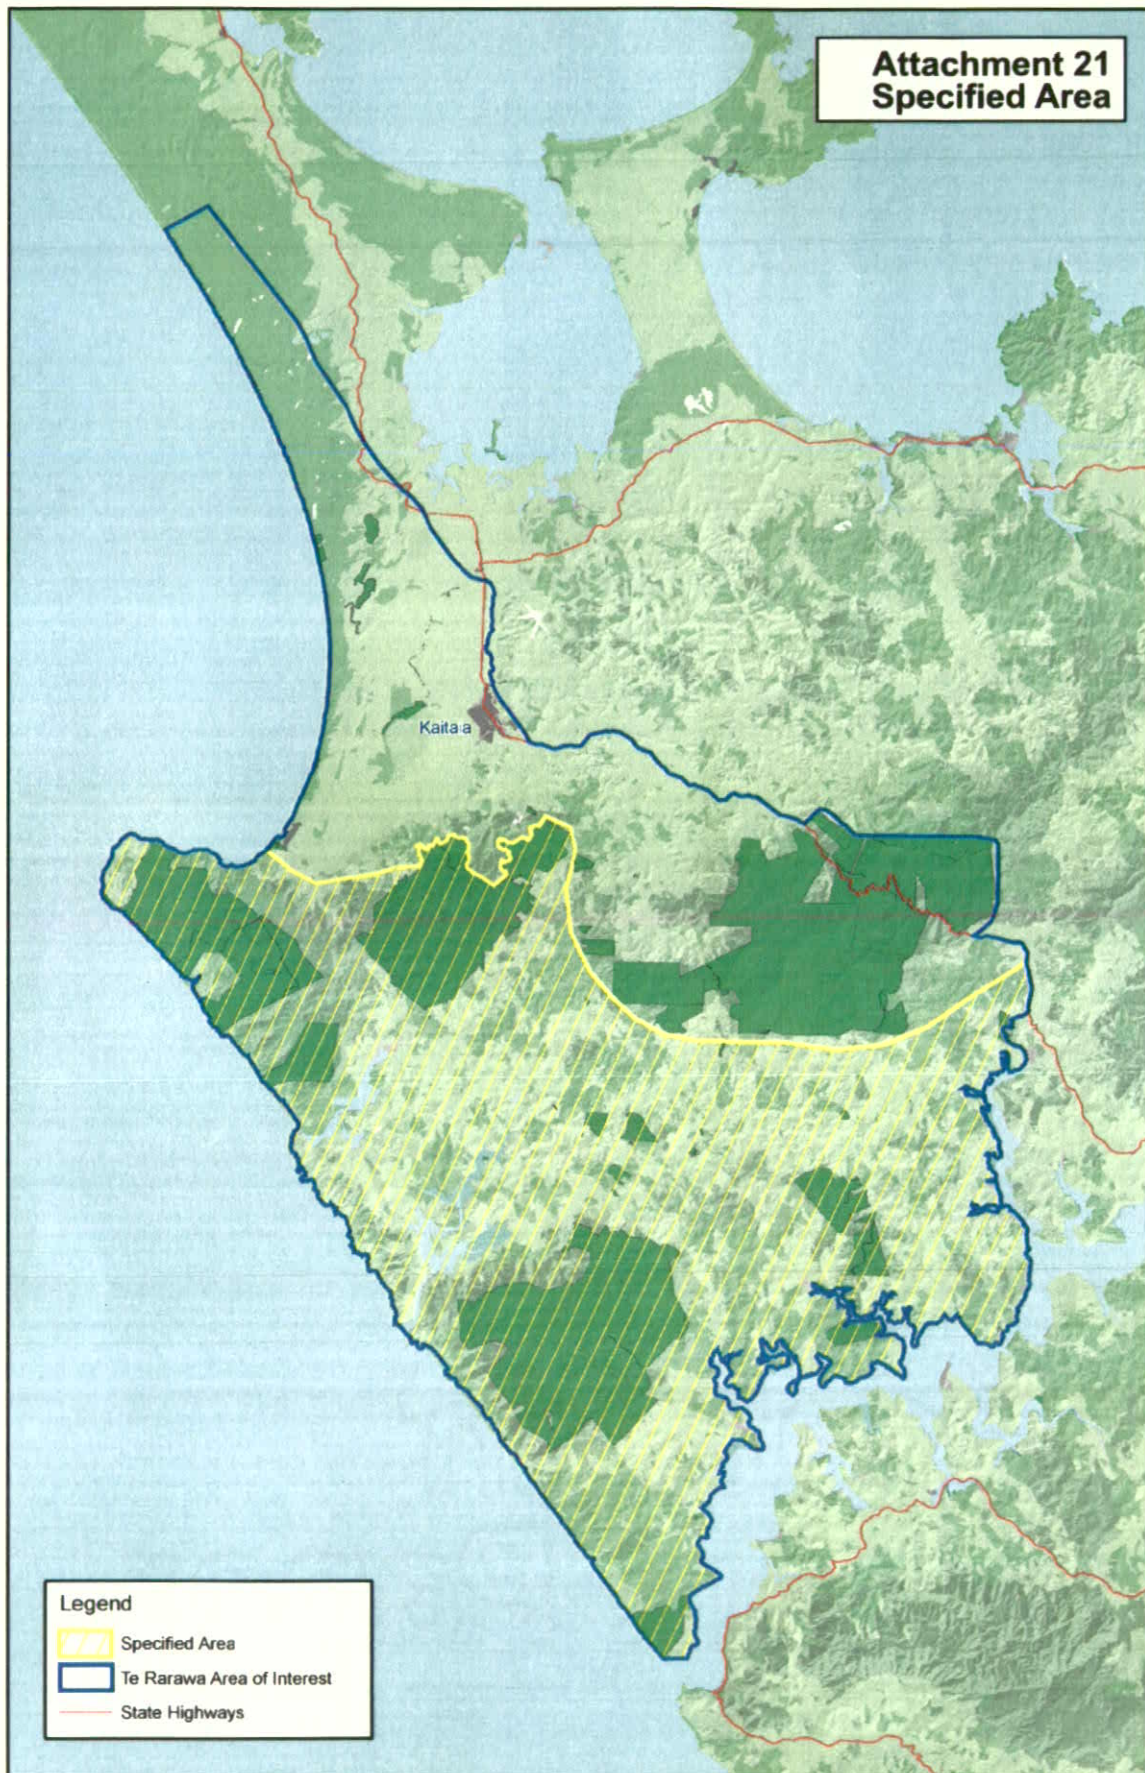 Attachment 21
Specified Area
Kaitaia
Legend
Specified Area
Te Rarawa Area of Interest
State Highways